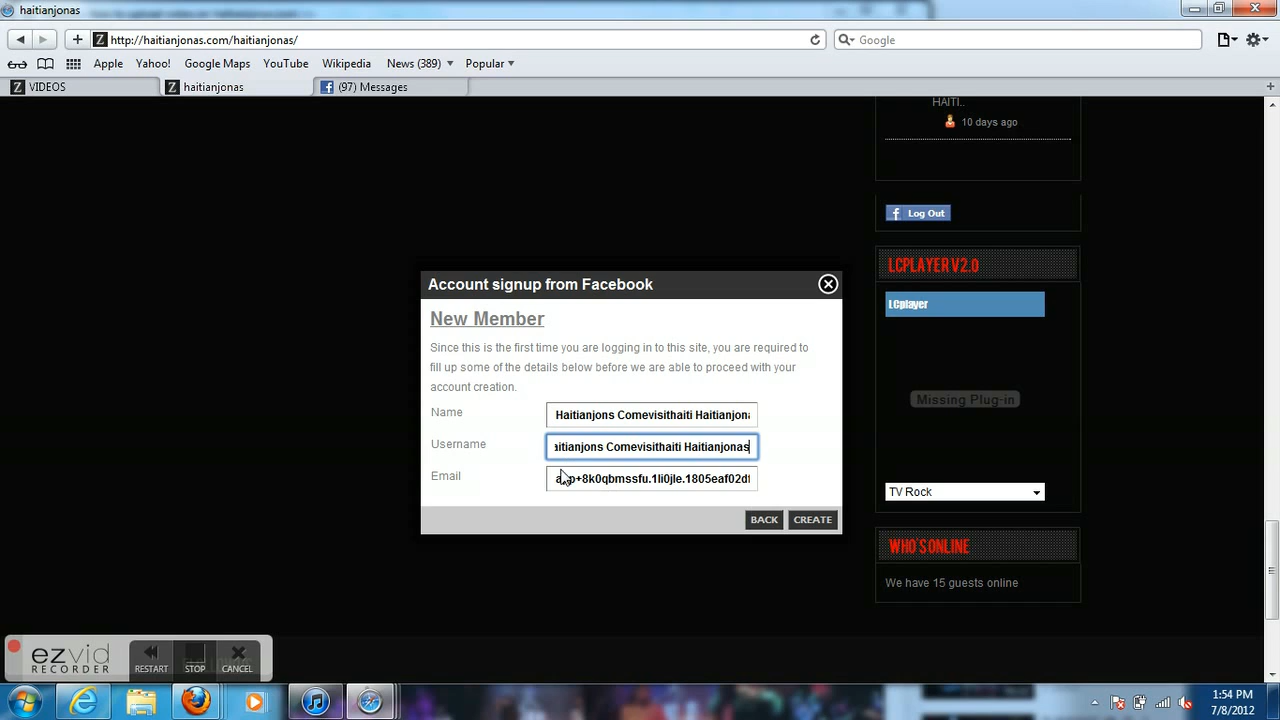 haitianjonas
http://haitianjonas.com/haitianjonas/
Google
Apple Yahoo! Google Maps YouTube Wikipedia News (389) Popular
VIDEOS
haitianjonas
(97) Messages
HAITI..
10 days ago
Log Out
LCPLAYER V2.0
LCplayer
Missing Plug-in
TV Rock
WHO'S ONLINE
We have 15 guests online
Account signup from Facebook
New Member
Since this is the first time you are logging in to this site, you are required to
fill up some of the details below before we are able to proceed with your
account creation.
Name
Haitianjons Comevisithaiti Haitianjona
Username
aitianjons Comevisithaiti Haitianjonas
Email
p+8k0qbmssfu.1li0jle.1805eaf02df
BACK CREATE
ezvid
RECORDER
RESTART STOP CANCEL
1:54 PM
7/8/2012